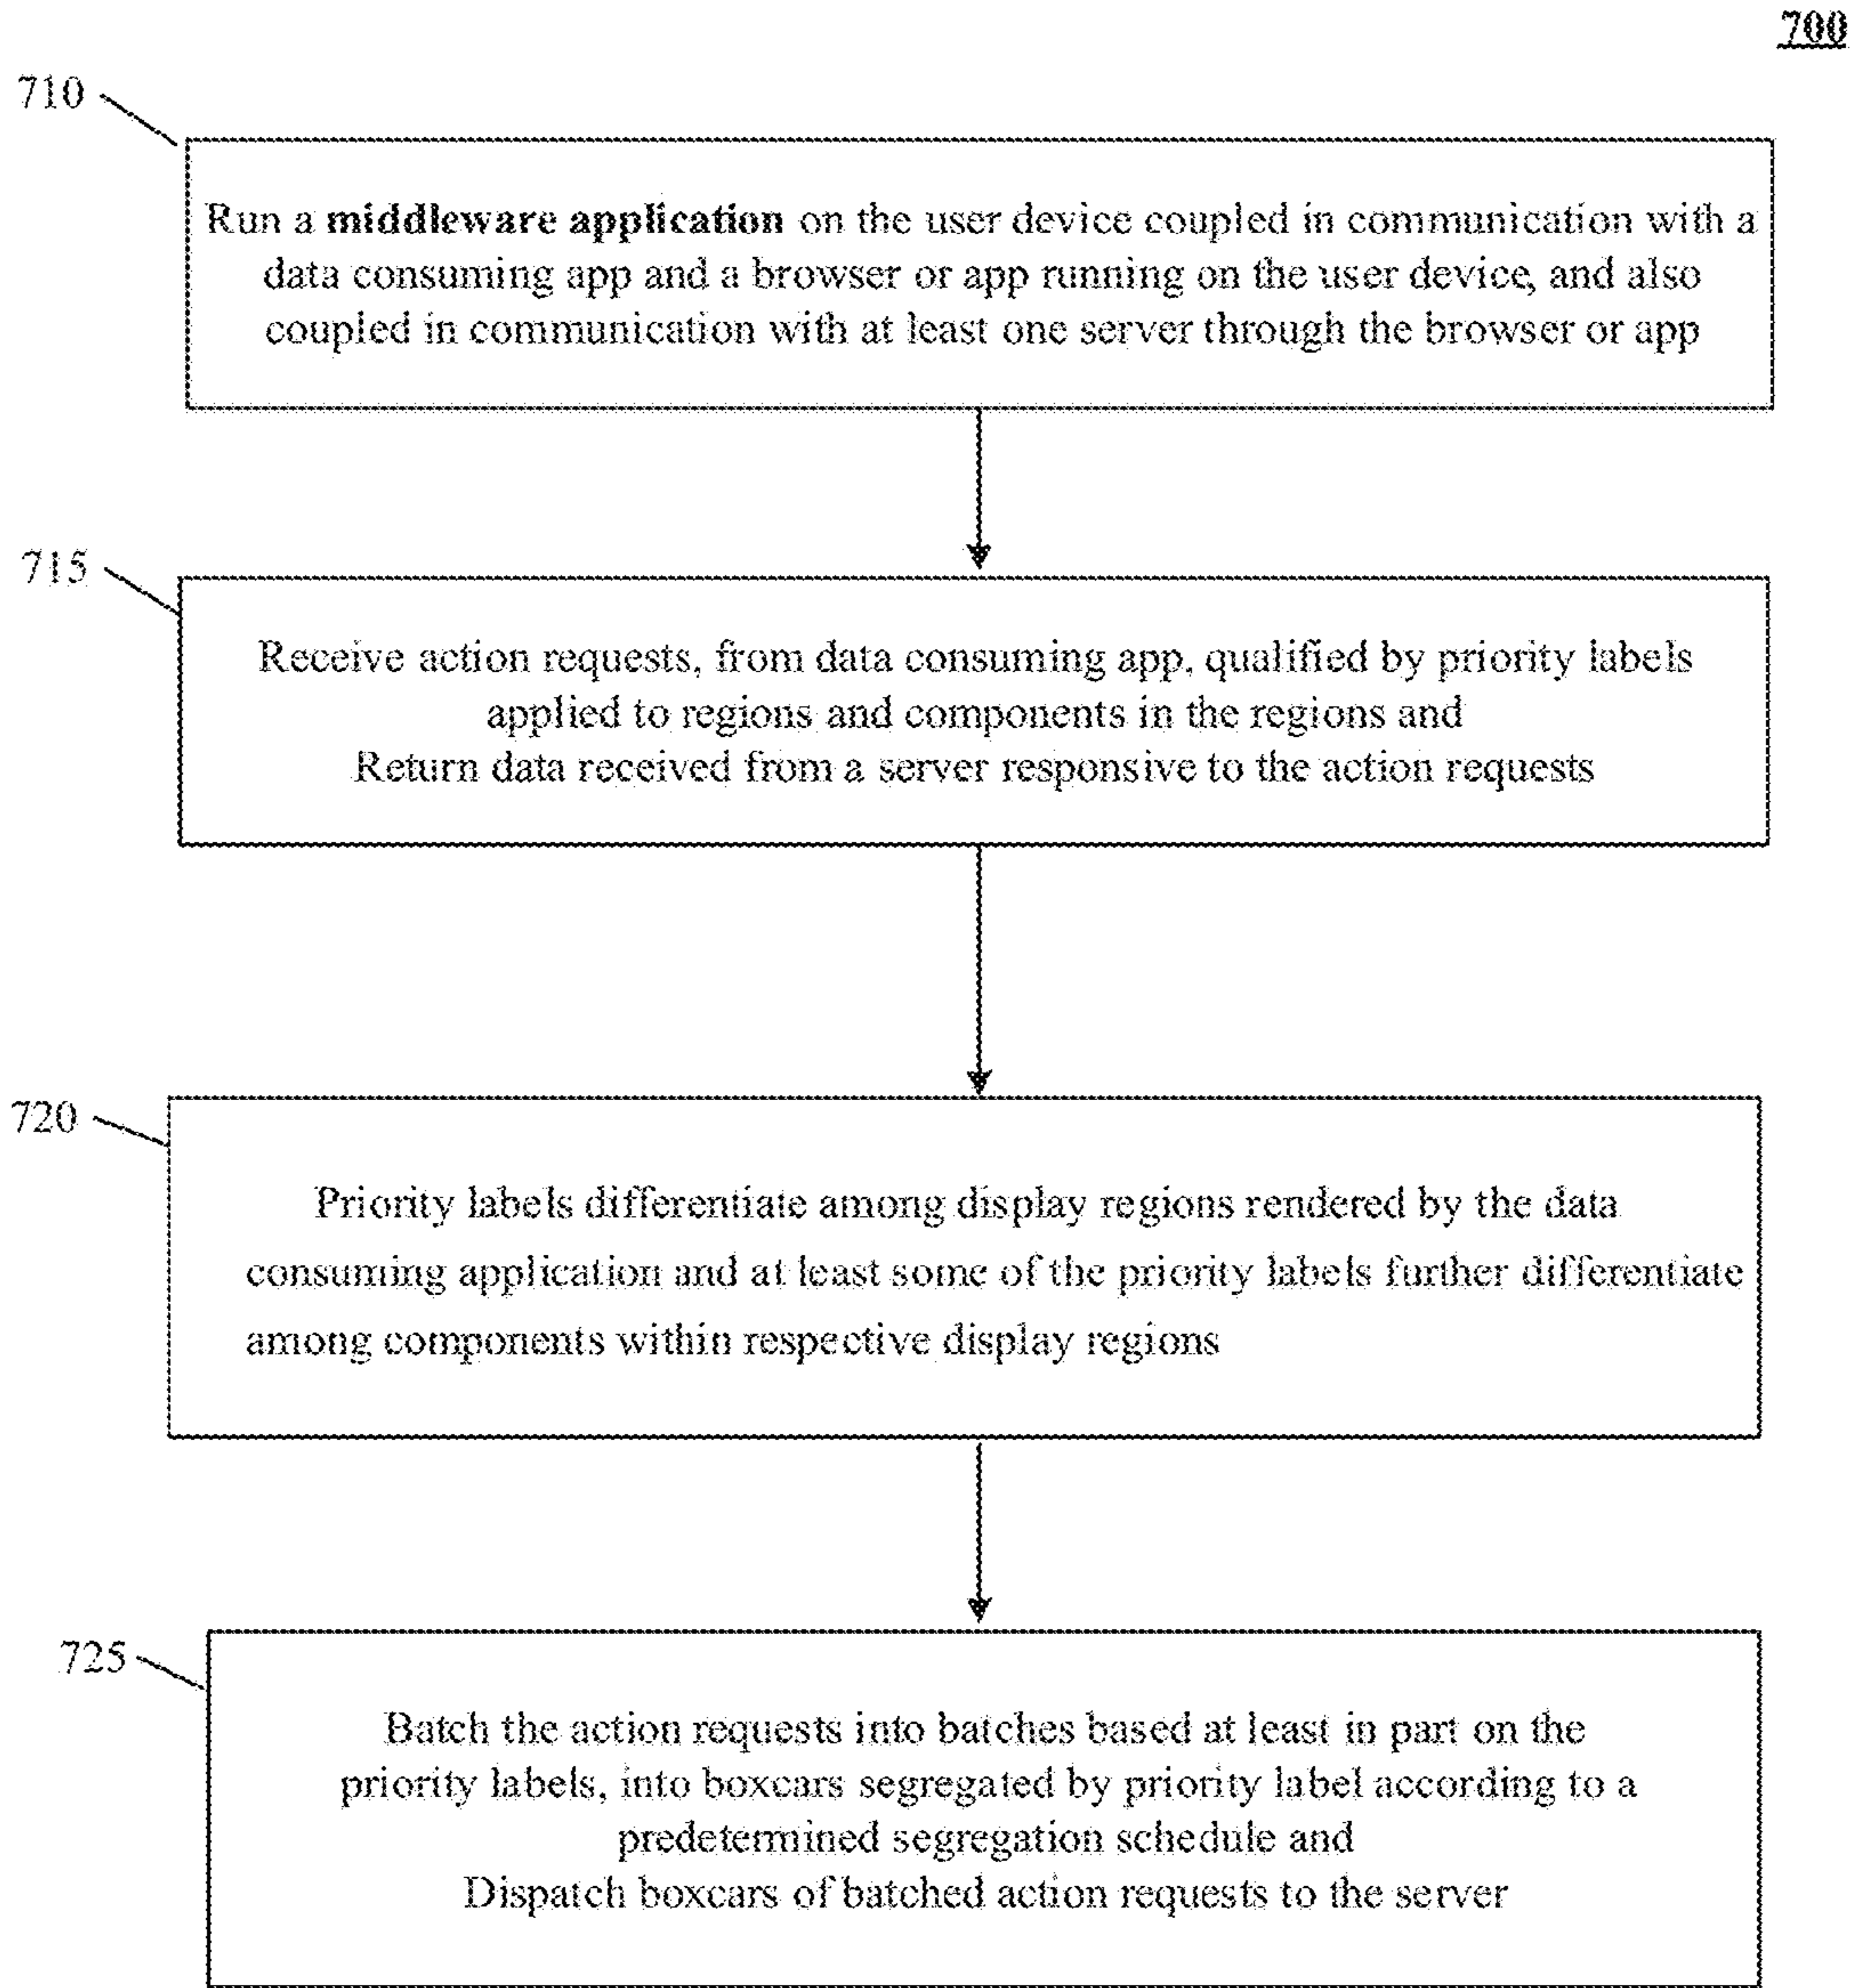 700
710
Run a middleware application on the user device coupled in communication with a
data consuming app and a browser or app running on the user device, and also
coupled in communication with at least one server through the browser or app
715
Receive action requests, from data consuming app, qualified by priority labels
applied to regions and components in the regions and
Return data received from a server responsive to the action requests
720
Priority labels differentiate among display regions rendered by the data
consuming application and at least some of the priority labels further differentiate
among components within respective display regions
725
Batch the action requests into batches based at least in part on the
priority labels, into boxcars segregated by priority label according to a
predetermined segregation schedule and
Dispatch boxcars of batched action requests to the server